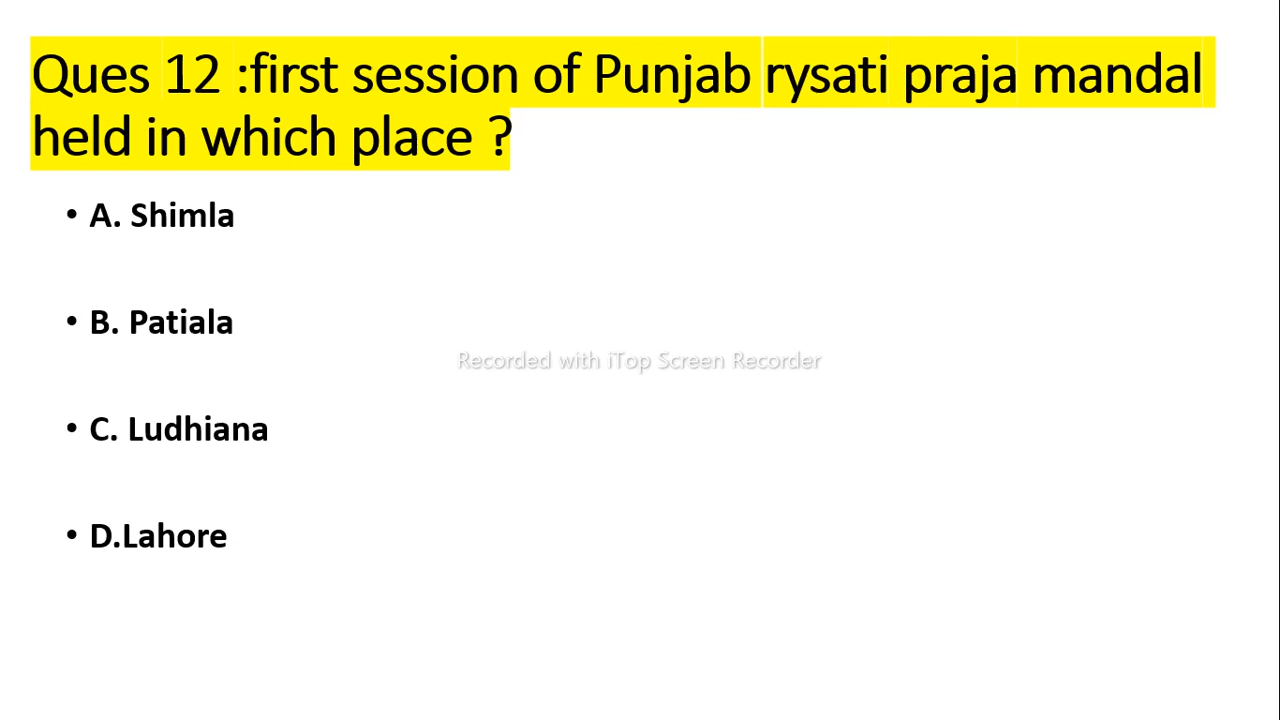 Ques 12 :first session of Punjab rysati praja mandal
held in which place ?
• A. Shimla
• B. Patiala
Recorded with iTop Screen Recorder
• C. Ludhiana
• D.Lahore